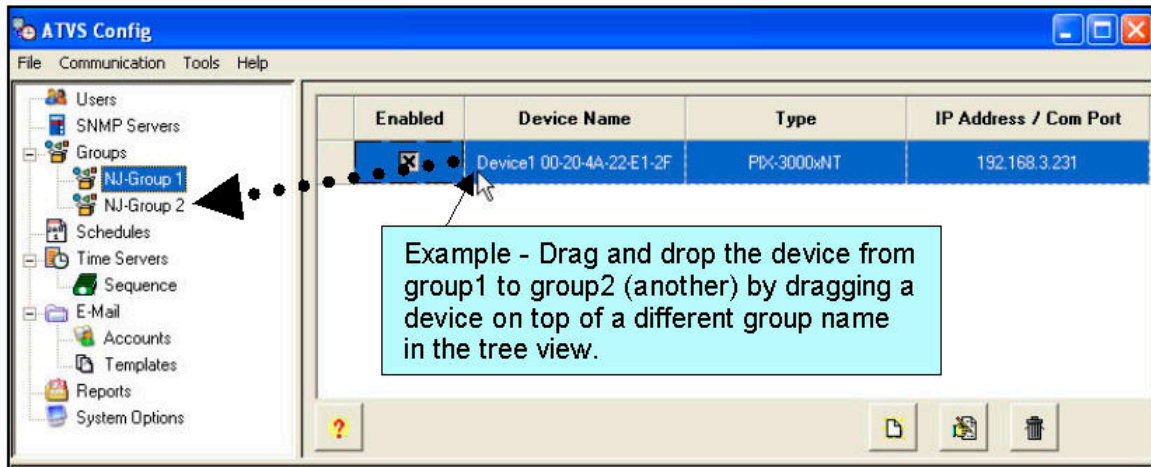 ATVS Config
File Communication Tools Help
Users
SNMP Servers
Groups
NJ-Group 1
NJ-Group 2
Schedules
Time Servers
Sequence
E-Mail
Accounts
Templates
Reports
System Options
Enabled Device Name Type IP Address / Com Port
Device1 00-20-4A-22-E1-2F PIX-3000xNT 192.168.3.231
Example - Drag and drop the device from
group1 to group2 (another) by dragging a
device on top of a different group name
in the tree view.
?